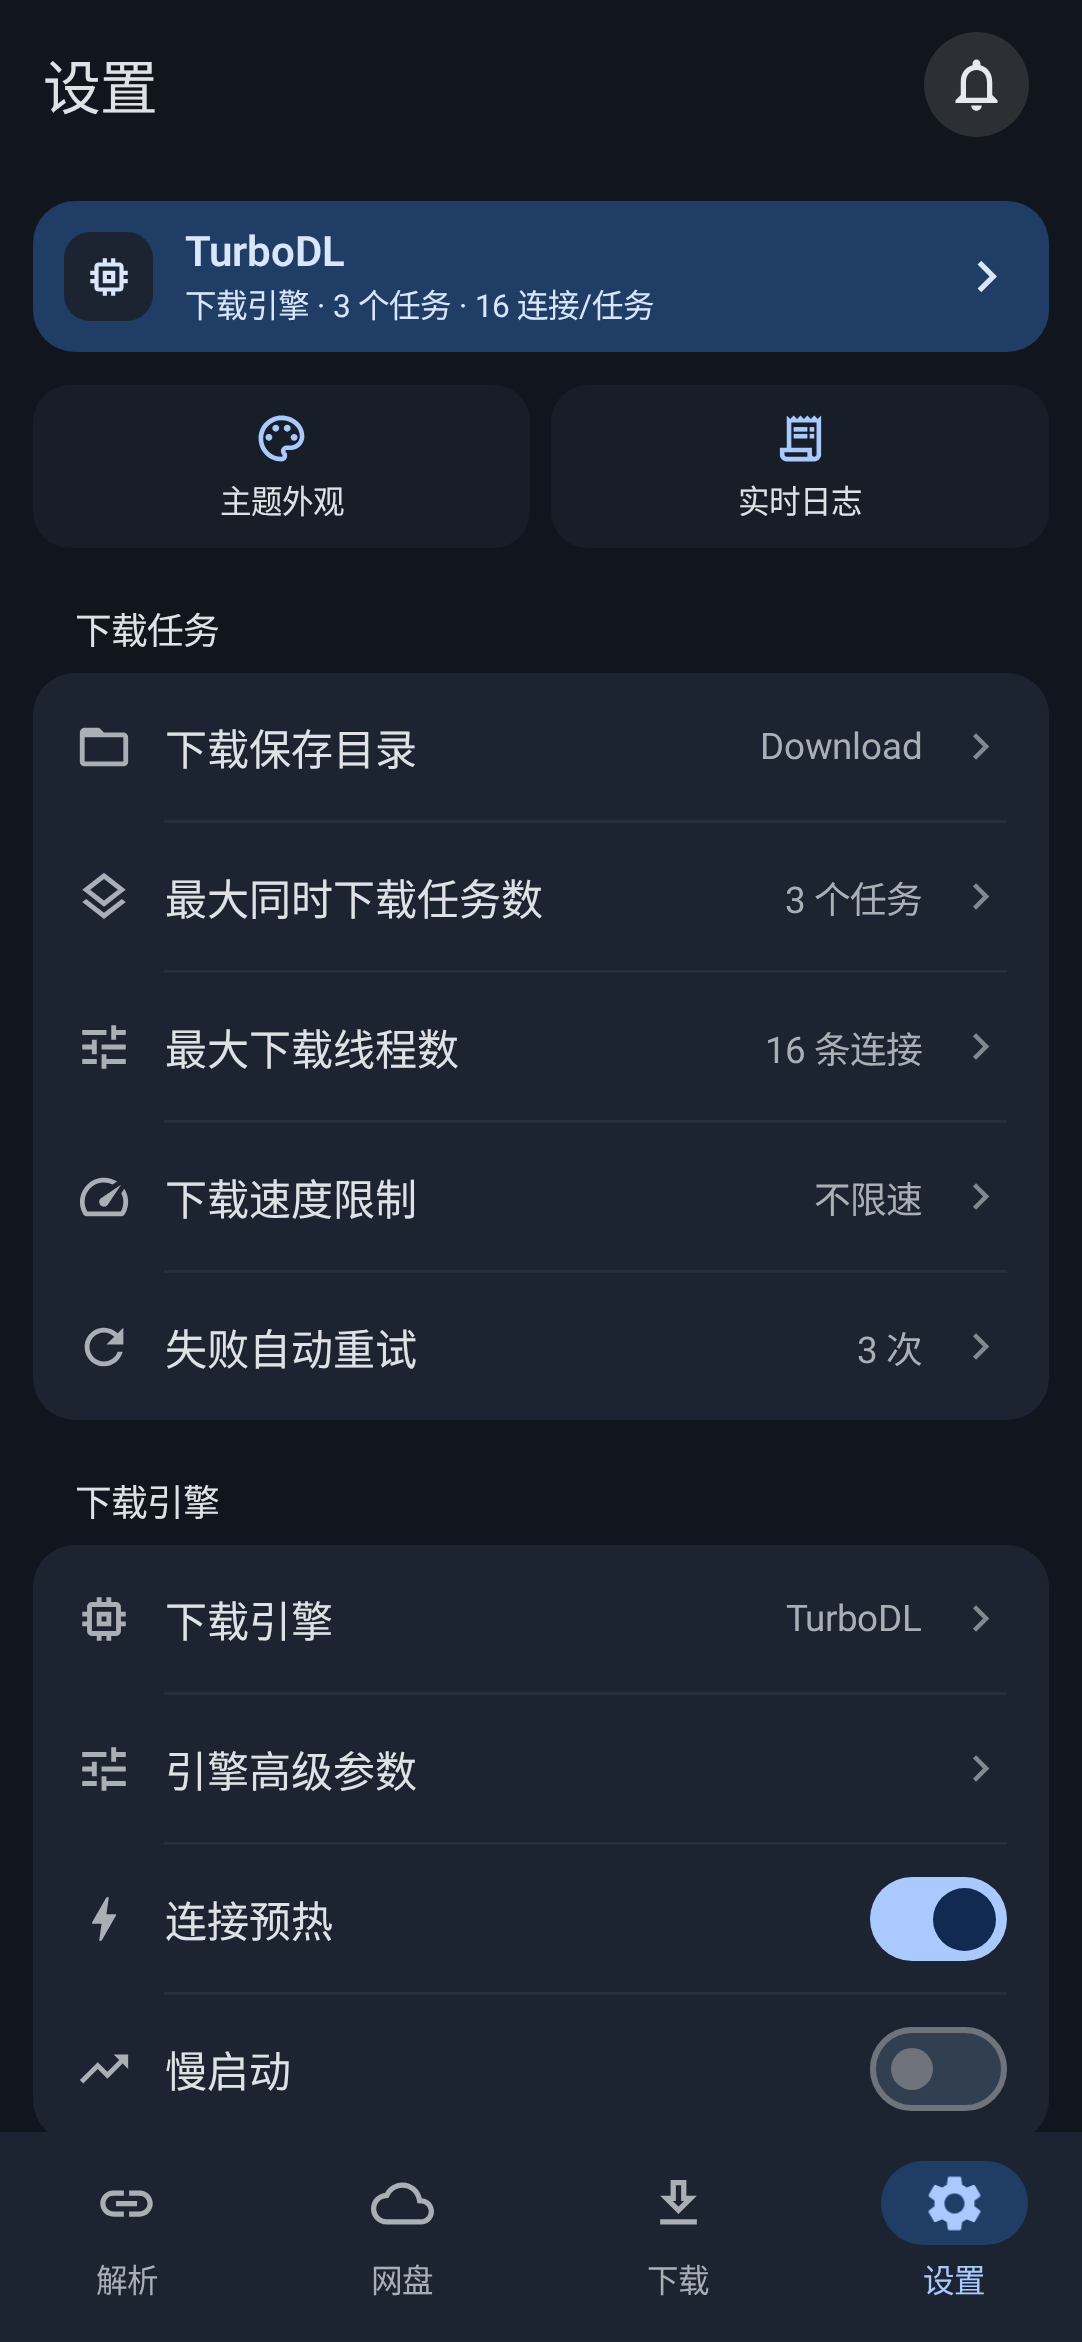 设置
TurboDL
下载引擎 · 3 个任务 · 16 连接/任务
主题外观
实时日志
下载任务
下载保存目录
Download
最大同时下载任务数
3 个任务
最大下载线程数
16 条连接
下载速度限制
不限速
失败自动重试
3 次
下载引擎
下载引擎
TurboDL
引擎高级参数
连接预热
慢启动
解析
网盘
下载
设置